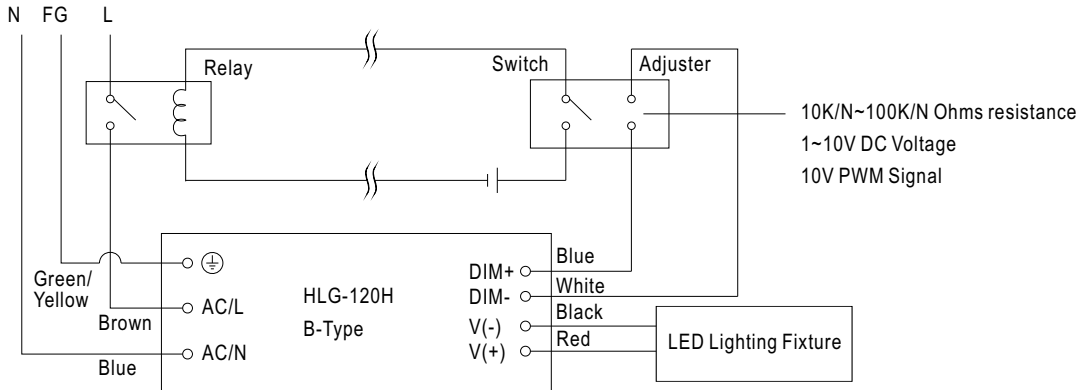 N FG L
Relay
Switch
Adjuster
10K/N~100K/N Ohms resistance
1~10V DC Voltage
10V PWM Signal
Green/
Yellow
Brown
Blue
AC/L
AC/N
HLG-120H
B-Type
DIM+
DIM-
V(-)
V(+)
Blue
White
Black
Red
LED Lighting Fixture